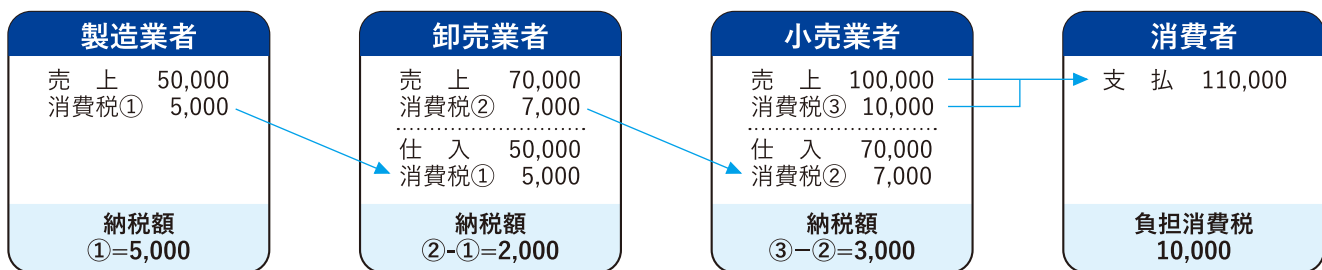 製造業者
売　上 50,000
消費税① 5,000
納税額
①=5,000
卸売業者
売　上 70,000
消費税② 7,000
仕　入 50,000
消費税① 5,000
納税額
②-①=2,000
小売業者
売　上 100,000
消費税③ 10,000
仕　入 70,000
消費税② 7,000
納税額
③−②=3,000
消費者
支　払 110,000
負担消費税
10,000